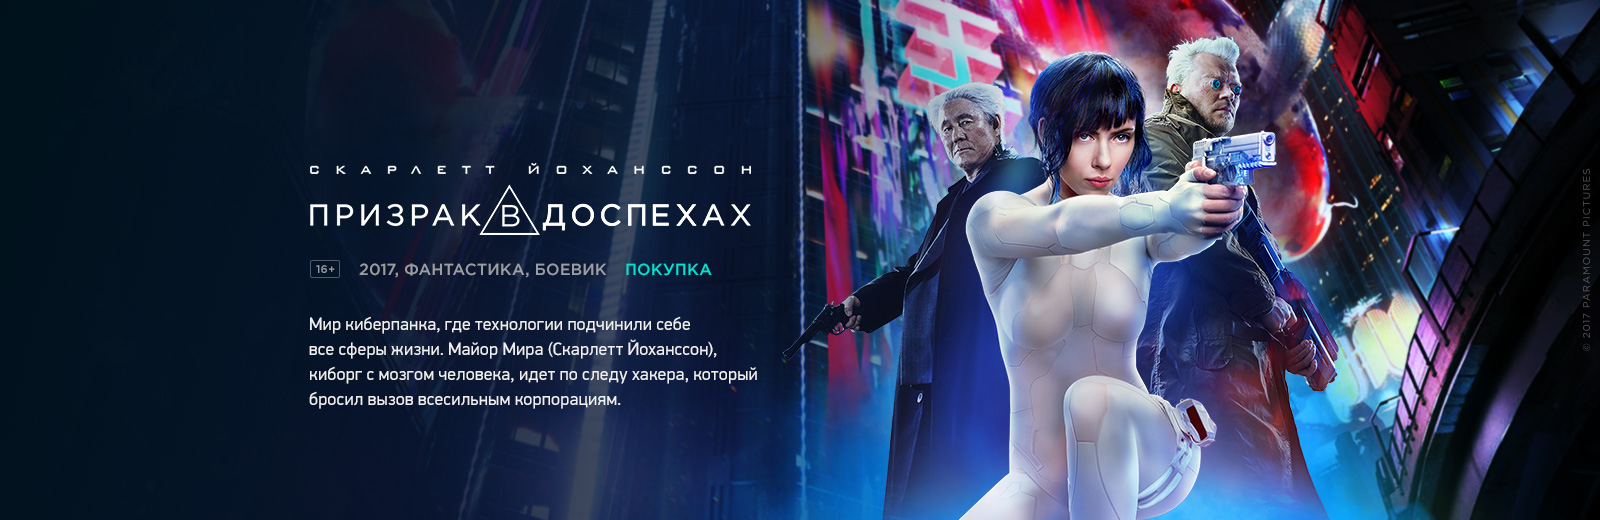 СКАРЛЕТТ ЙОХАНССОН
ПРИЗРАК В ДОСПЕХАХ
16+ 2017, ФАНТАСТИКА, БОЕВИК ПОКУПКА
Мир киберпанка, где технологии подчинили себе
все сферы жизни. Майор Мира (Скарлетт Йоханссон),
киборг с мозгом человека, идет по следу хакера, который
бросил вызов всесильным корпорациям.
© 2017 PARAMOUNT PICTURES